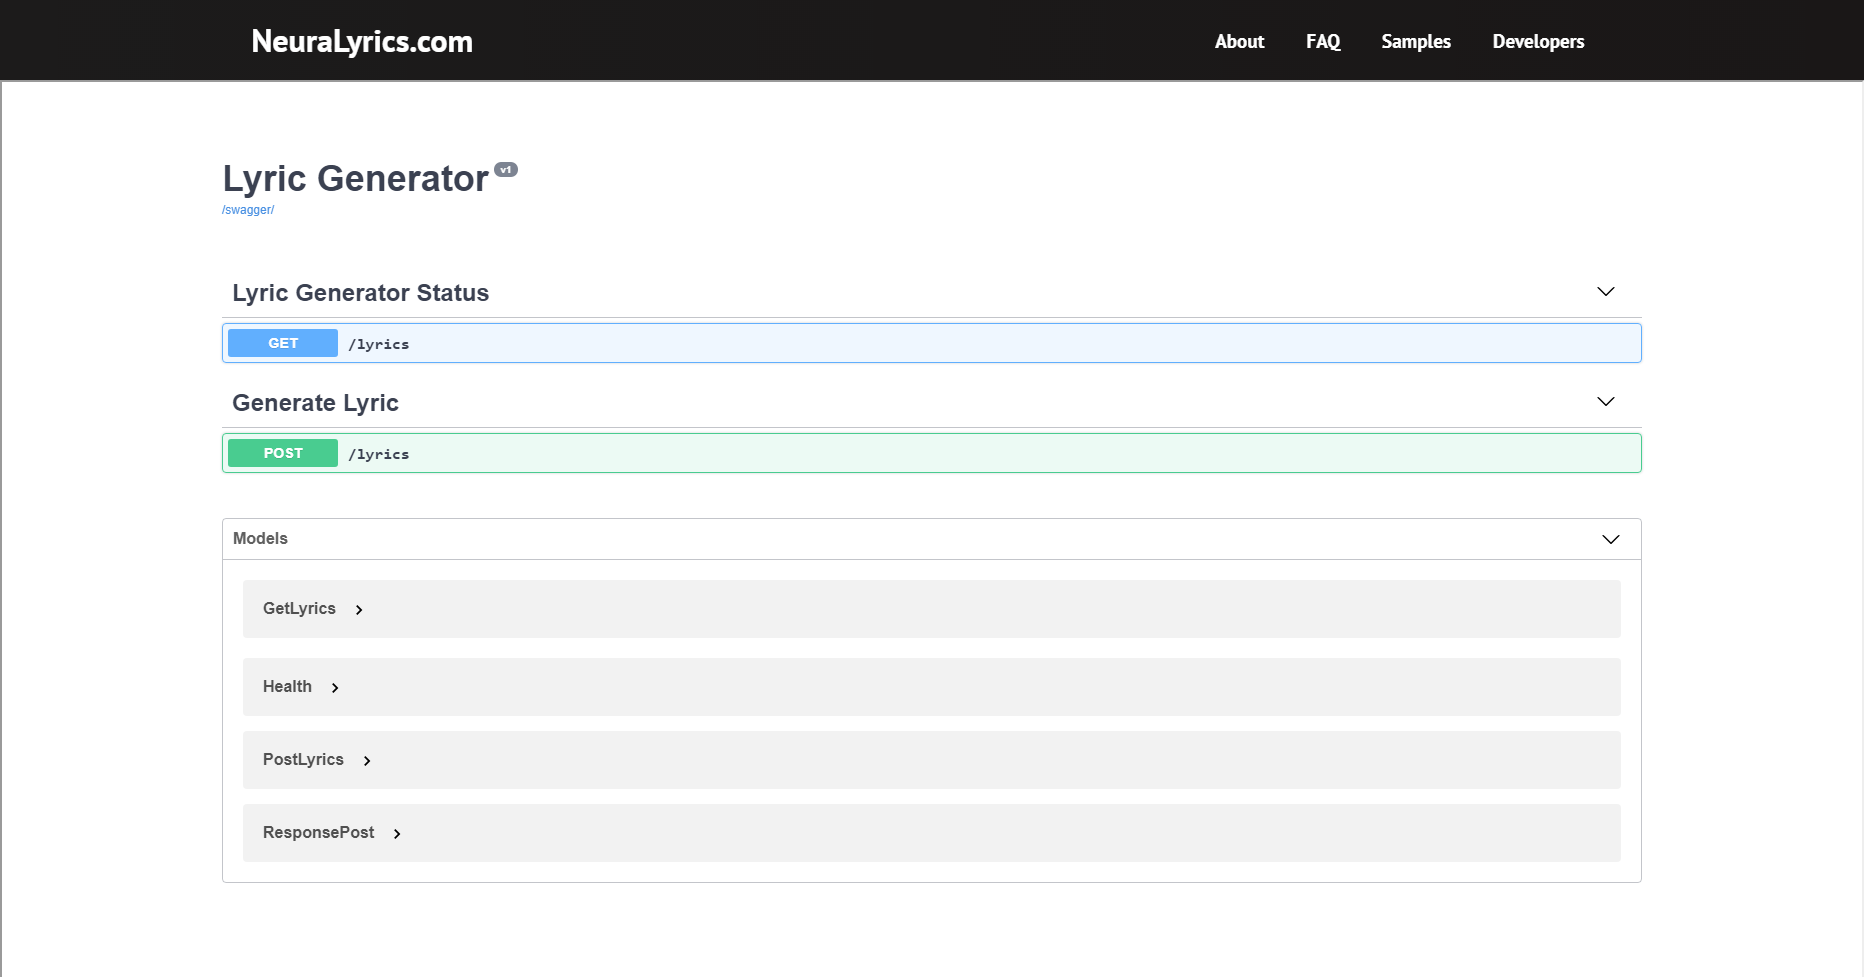 NeuraLyrics.com About FAQ Samples Developers
Lyric Generator v1
/swagger/
Lyric Generator Status
GET /lyrics
Generate Lyric
POST /lyrics
Models
GetLyrics
Health
PostLyrics
ResponsePost